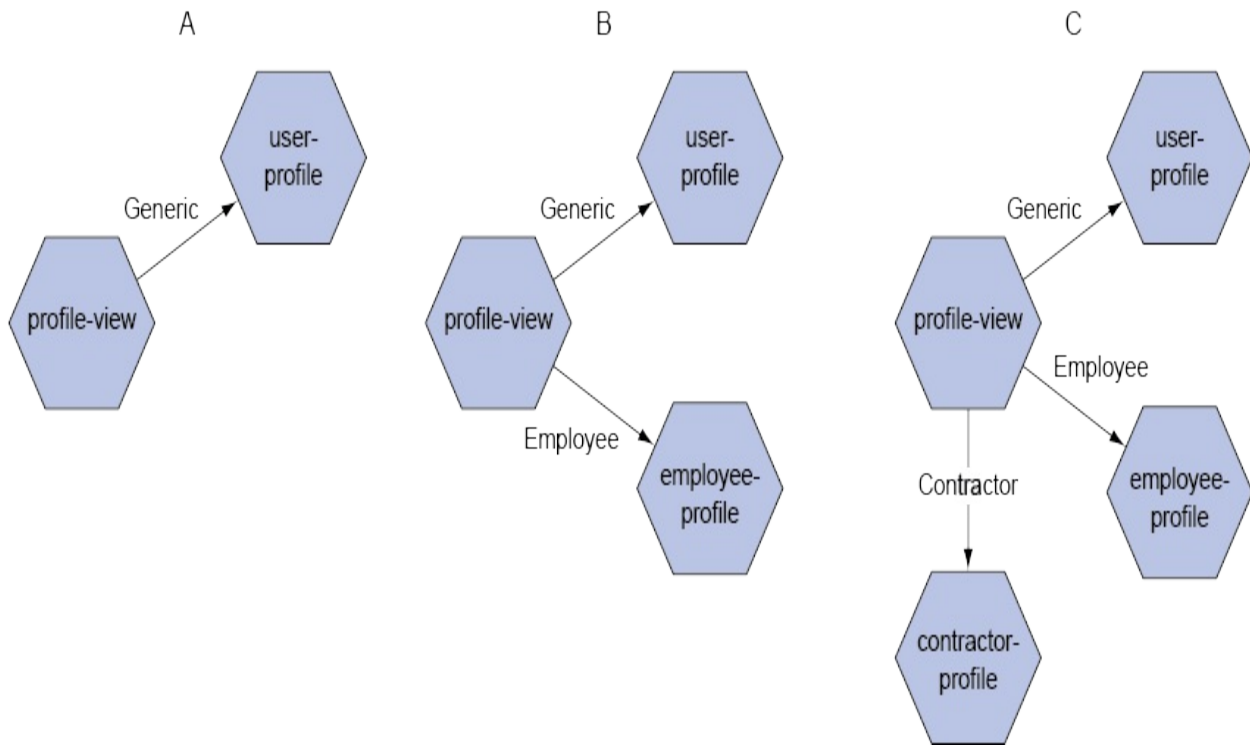 A
user-
profile
Generic
profile-view
B
user-
profile
Generic
profile-view
Employee
employee-
profile
C
user-
profile
Generic
profile-view
Employee
employee-
profile
Contractor
contractor-
profile